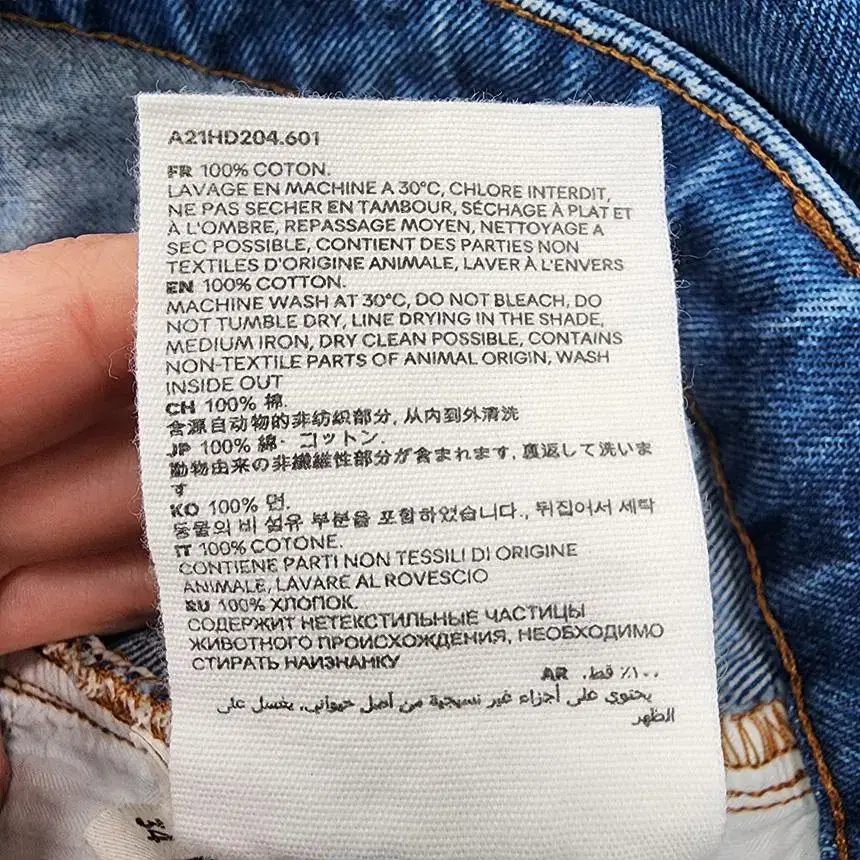 A21HD204.601
FR 100% COTON.
LAVAGE EN MACHINE A 30°C, CHLORE INTERDIT,
NE PAS SECHER EN TAMBOUR, SÉCHAGE À PLAT ET
À L'OMBRE, REPASSAGE MOYEN, NETTOYAGE A
SEC POSSIBLE, CONTIENT DES PARTIES NON
TEXTILES D'ORIGINE ANIMALE, LAVER À L'ENVERS
EN 100% COTTON.
MACHINE WASH AT 30°C, DO NOT BLEACH, DO
NOT TUMBLE DRY, LINE DRYING IN THE SHADE,
MEDIUM IRON, DRY CLEAN POSSIBLE, CONTAINS
NON-TEXTILE PARTS OF ANIMAL ORIGIN, WASH
INSIDE OUT
CH 100% 棉.
含源自动物的非纺织部分, 从内到外清洗
JP 100% 綿· コットン.
動物由来の非繊維性部分が含まれます, 裏返して洗いま
す
KO 100% 면.
동물의 비 섬유 부분을 포함하였습니다., 뒤집어서 세탁
IT 100% COTONE.
CONTIENE PARTI NON TESSILI DI ORIGINE
ANIMALE, LAVARE AL ROVESCIO
RU 100% ХЛОПОК.
СОДЕРЖИТ НЕТЕКСТИЛЬНЫЕ ЧАСТИЦЫ
ЖИВОТНОГО ПРОИСХОЖДЕНИЯ, НЕОБХОДИМО
СТИРАТЬ НАИЗНАНКУ
AR ١٠٠٪ قطن.
يحتوي على أجزاء غير نسيجية من أصل حيواني, يغسل على
الظهر
34